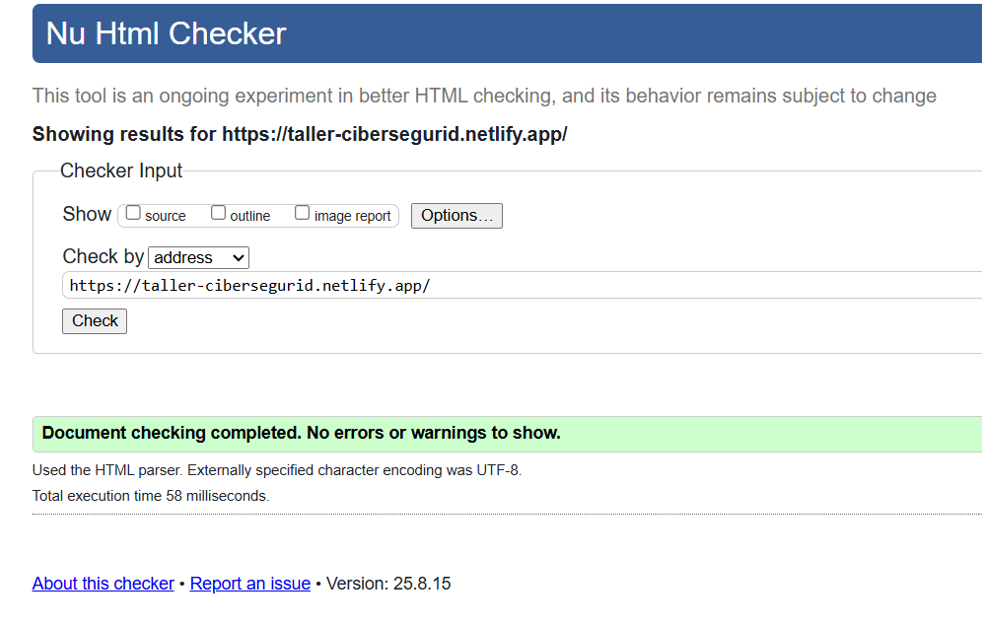 Nu Html Checker
This tool is an ongoing experiment in better HTML checking, and its behavior remains subject to change
Showing results for https://taller-cibersegurid.netlify.app/
Checker Input
Show source outline image report Options...
Check by address
https://taller-cibersegurid.netlify.app/
Check
Document checking completed. No errors or warnings to show.
Used the HTML parser. Externally specified character encoding was UTF-8.
Total execution time 58 milliseconds.
About this checker • Report an issue • Version: 25.8.15